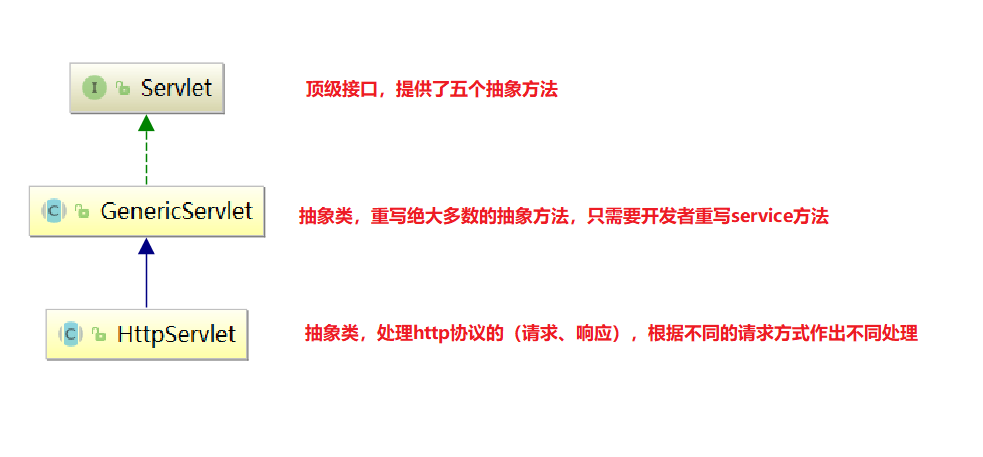 I Servlet 顶级接口，提供了五个抽象方法
C GenericServlet 抽象类，重写绝大多数的抽象方法，只需要开发者重写service方法
C HttpServlet 抽象类，处理http协议的（请求、响应），根据不同的请求方式作出不同处理